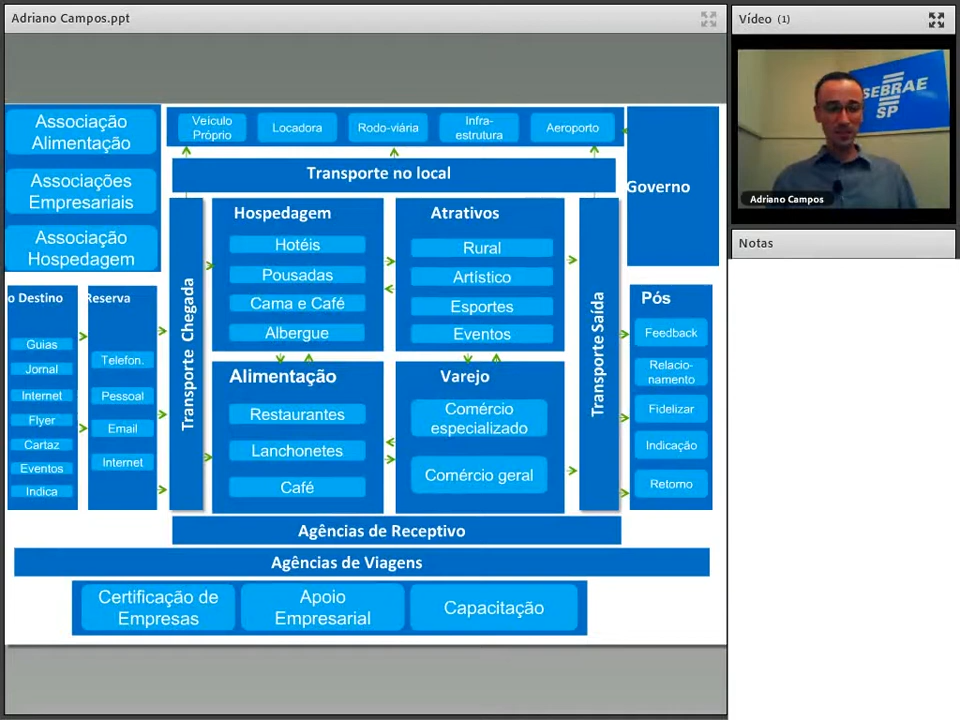 Adriano Campos.ppt
Vídeo (1)
SEBRAE
SP
Adriano Campos
Notas
Associação
Alimentação
Associações
Empresariais
Associação
Hospedagem
Veículo
Próprio
Locadora
Rodo-viária
Infra-
estrutura
Aeroporto
Transporte no local
Governo
o Destino
Guias
Jornal
Internet
Flyer
Cartaz
Eventos
Indica
Reserva
Telefon.
Pessoal
Email
Internet
Transporte Chegada
Hospedagem
Hotéis
Pousadas
Cama e Café
Albergue
Atrativos
Rural
Artístico
Esportes
Eventos
Alimentação
Restaurantes
Lanchonetes
Café
Varejo
Comércio
especializado
Comércio geral
Transporte Saída
Pós
Feedback
Relacio-
namento
Fidelizar
Indicação
Retorno
Agências de Receptivo
Agências de Viagens
Certificação de
Empresas
Apoio
Empresarial
Capacitação